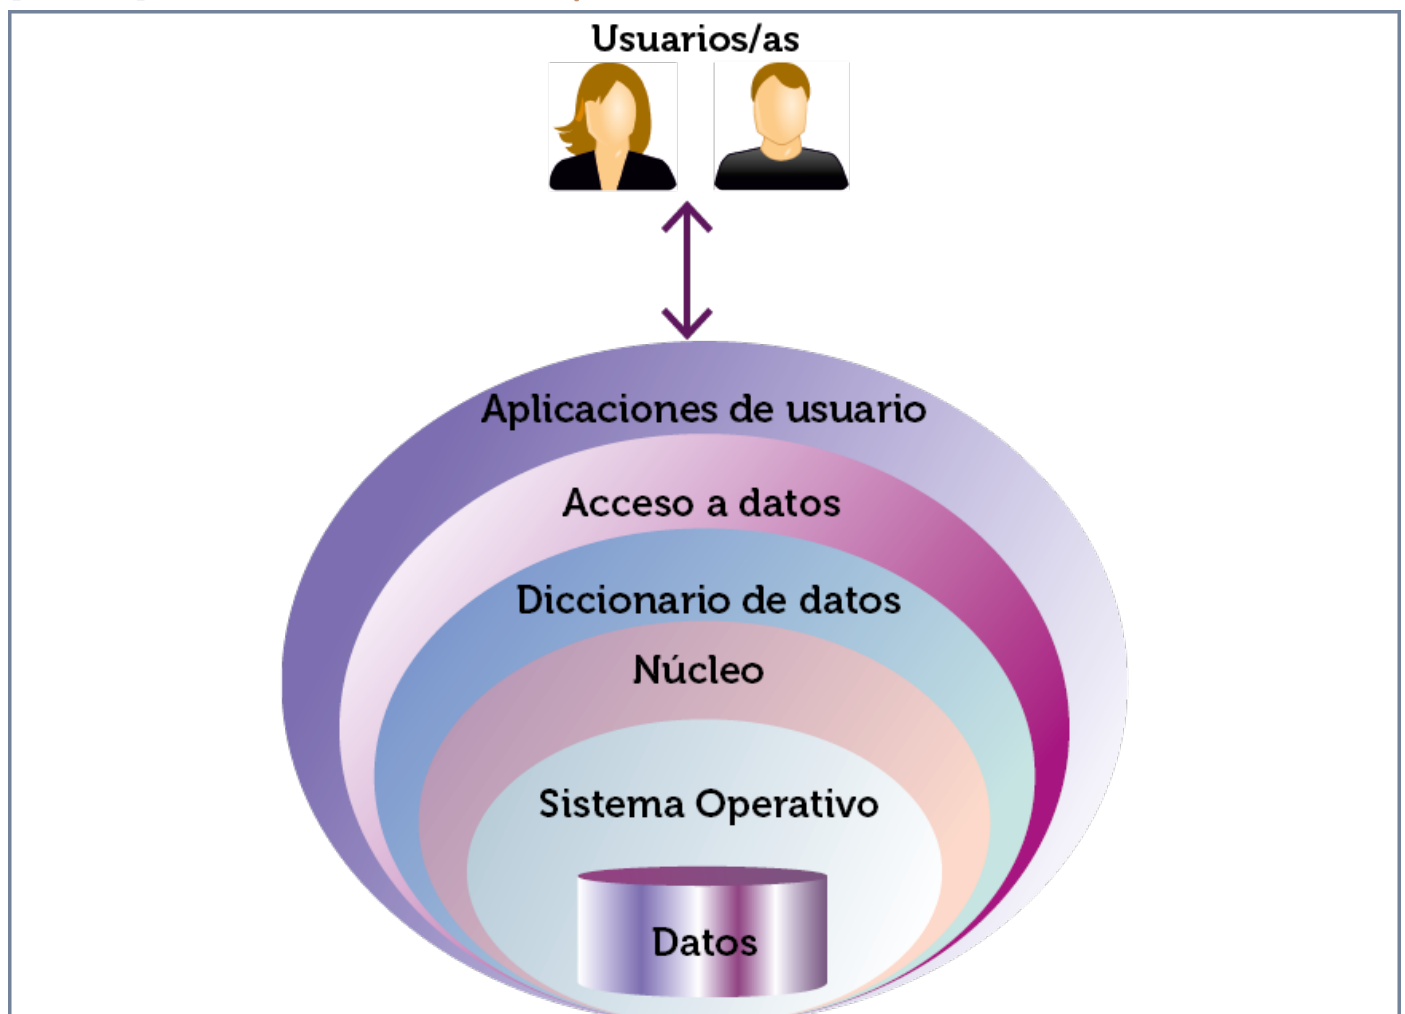 Usuarios/as
Aplicaciones de usuario
Acceso a datos
Diccionario de datos
Núcleo
Sistema Operativo
Datos